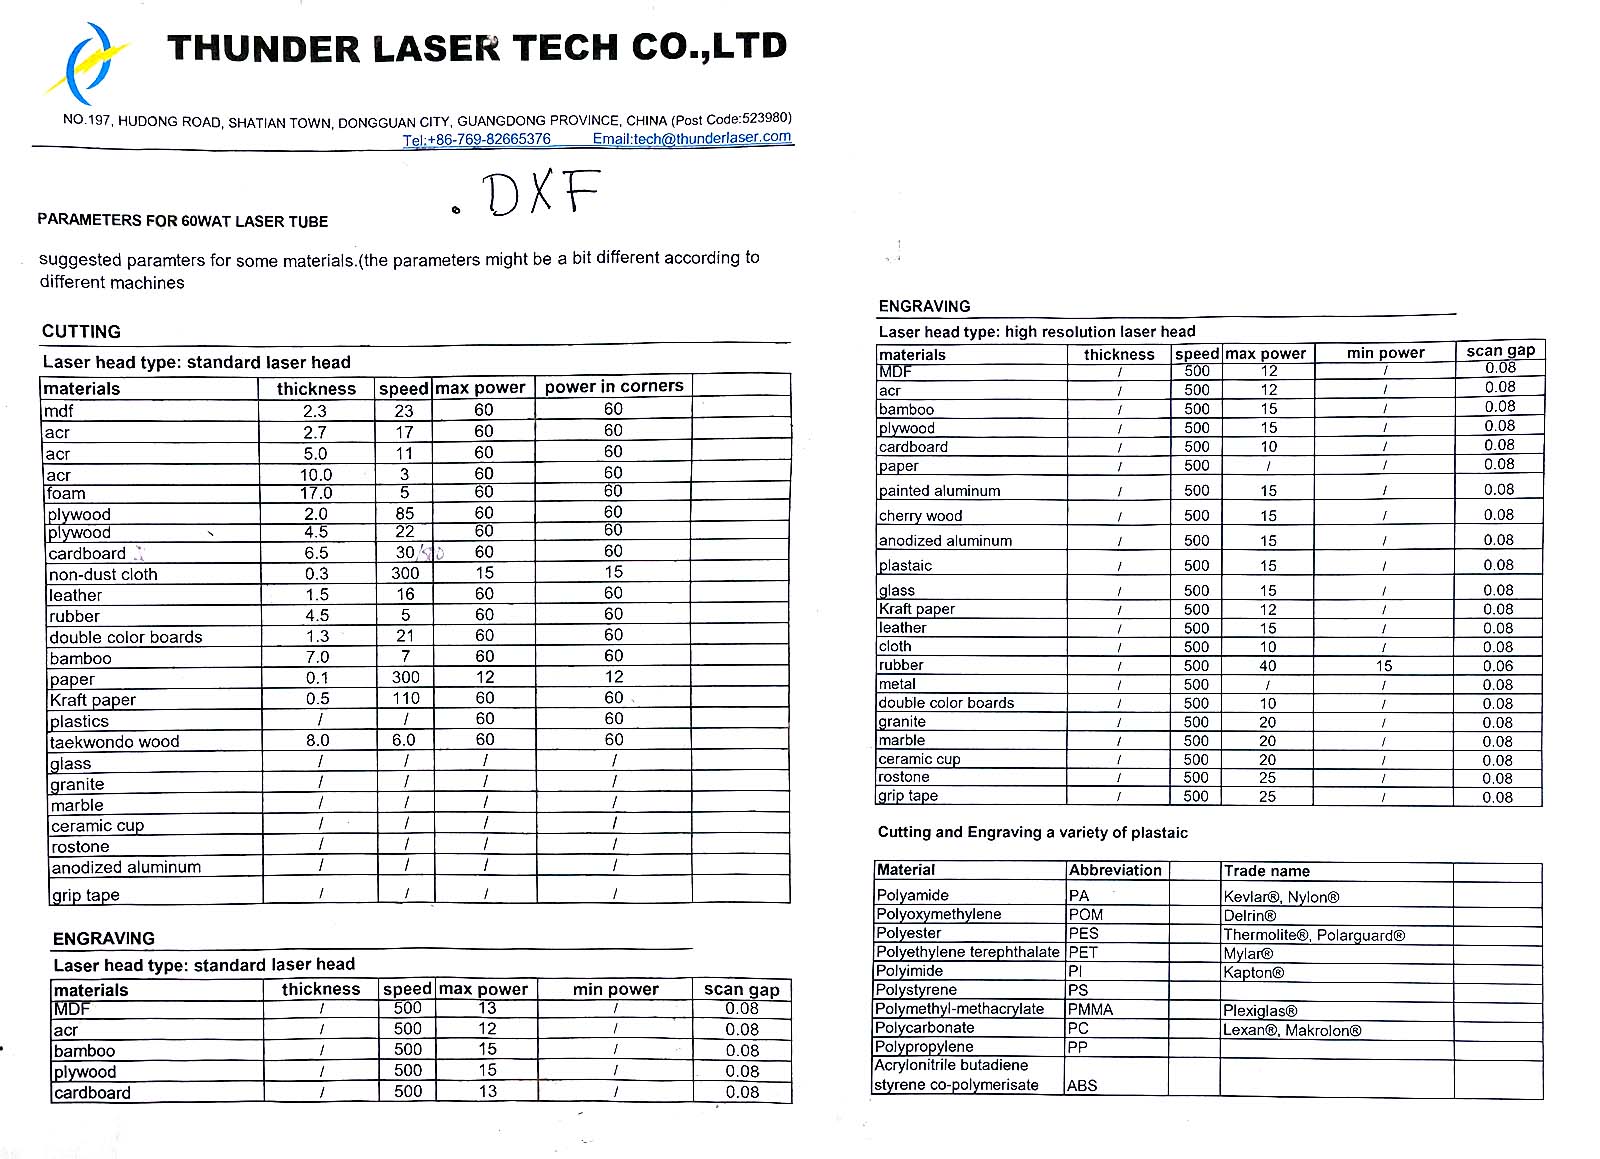 THUNDER LASER TECH CO.,LTD
NO.197, HUDONG ROAD, SHATIAN TOWN, DONGGUAN CITY, GUANGDONG PROVINCE, CHINA (Post Code:523980)
Tel:+86-769-82665376 Email:tech@thunderlaser.com
.DXF
PARAMETERS FOR 60WAT LASER TUBE
suggested paramters for some materials.(the parameters might be a bit different according to
different machines
CUTTING
Laser head type: standard laser head
materials thickness speed max power power in corners
mdf 2.3 23 60 60
acr 2.7 17 60 60
acr 5.0 11 60 60
acr 10.0 3 60 60
foam 17.0 5 60 60
plywood 2.0 85 60 60
plywood 4.5 22 60 60
cardboard 6.5 30 60 60
non-dust cloth 0.3 300 15 15
leather 1.5 16 60 60
rubber 4.5 5 60 60
double color boards 1.3 21 60 60
bamboo 7.0 7 60 60
paper 0.1 300 12 12
Kraft paper 0.5 110 60 60
plastics / / 60 60
taekwondo wood 8.0 6.0 60 60
glass / / / /
granite / / / /
marble / / / /
ceramic cup / / / /
rostone / / / /
anodized aluminum / / / /
grip tape / / / /
ENGRAVING
Laser head type: standard laser head
materials thickness speed max power min power scan gap
MDF / 500 13 / 0.08
acr / 500 12 / 0.08
bamboo / 500 15 / 0.08
plywood / 500 15 / 0.08
cardboard / 500 13 / 0.08
ENGRAVING
Laser head type: high resolution laser head
materials thickness speed max power min power scan gap
MDF / 500 12 / 0.08
acr / 500 12 / 0.08
bamboo / 500 15 / 0.08
plywood / 500 15 / 0.08
cardboard / 500 10 / 0.08
paper / 500 / / 0.08
painted aluminum / 500 15 / 0.08
cherry wood / 500 15 / 0.08
anodized aluminum / 500 15 / 0.08
plastaic / 500 15 / 0.08
glass / 500 15 / 0.08
Kraft paper / 500 12 / 0.08
leather / 500 15 / 0.08
cloth / 500 10 / 0.08
rubber / 500 40 15 0.06
metal / 500 / / 0.08
double color boards / 500 10 / 0.08
granite / 500 20 / 0.08
marble / 500 20 / 0.08
ceramic cup / 500 20 / 0.08
rostone / 500 25 / 0.08
grip tape / 500 25 / 0.08
Cutting and Engraving a variety of plastaic
Material Abbreviation Trade name
Polyamide PA Kevlar®, Nylon®
Polyoxymethylene POM Delrin®
Polyester PES Thermolite®, Polarguard®
Polyethylene terephthalate PET Mylar®
Polyimide PI Kapton®
Polystyrene PS
Polymethyl-methacrylate PMMA Plexiglas®
Polycarbonate PC Lexan®, Makrolon®
Polypropylene PP
Acrylonitrile butadiene
styrene co-polymerisate ABS